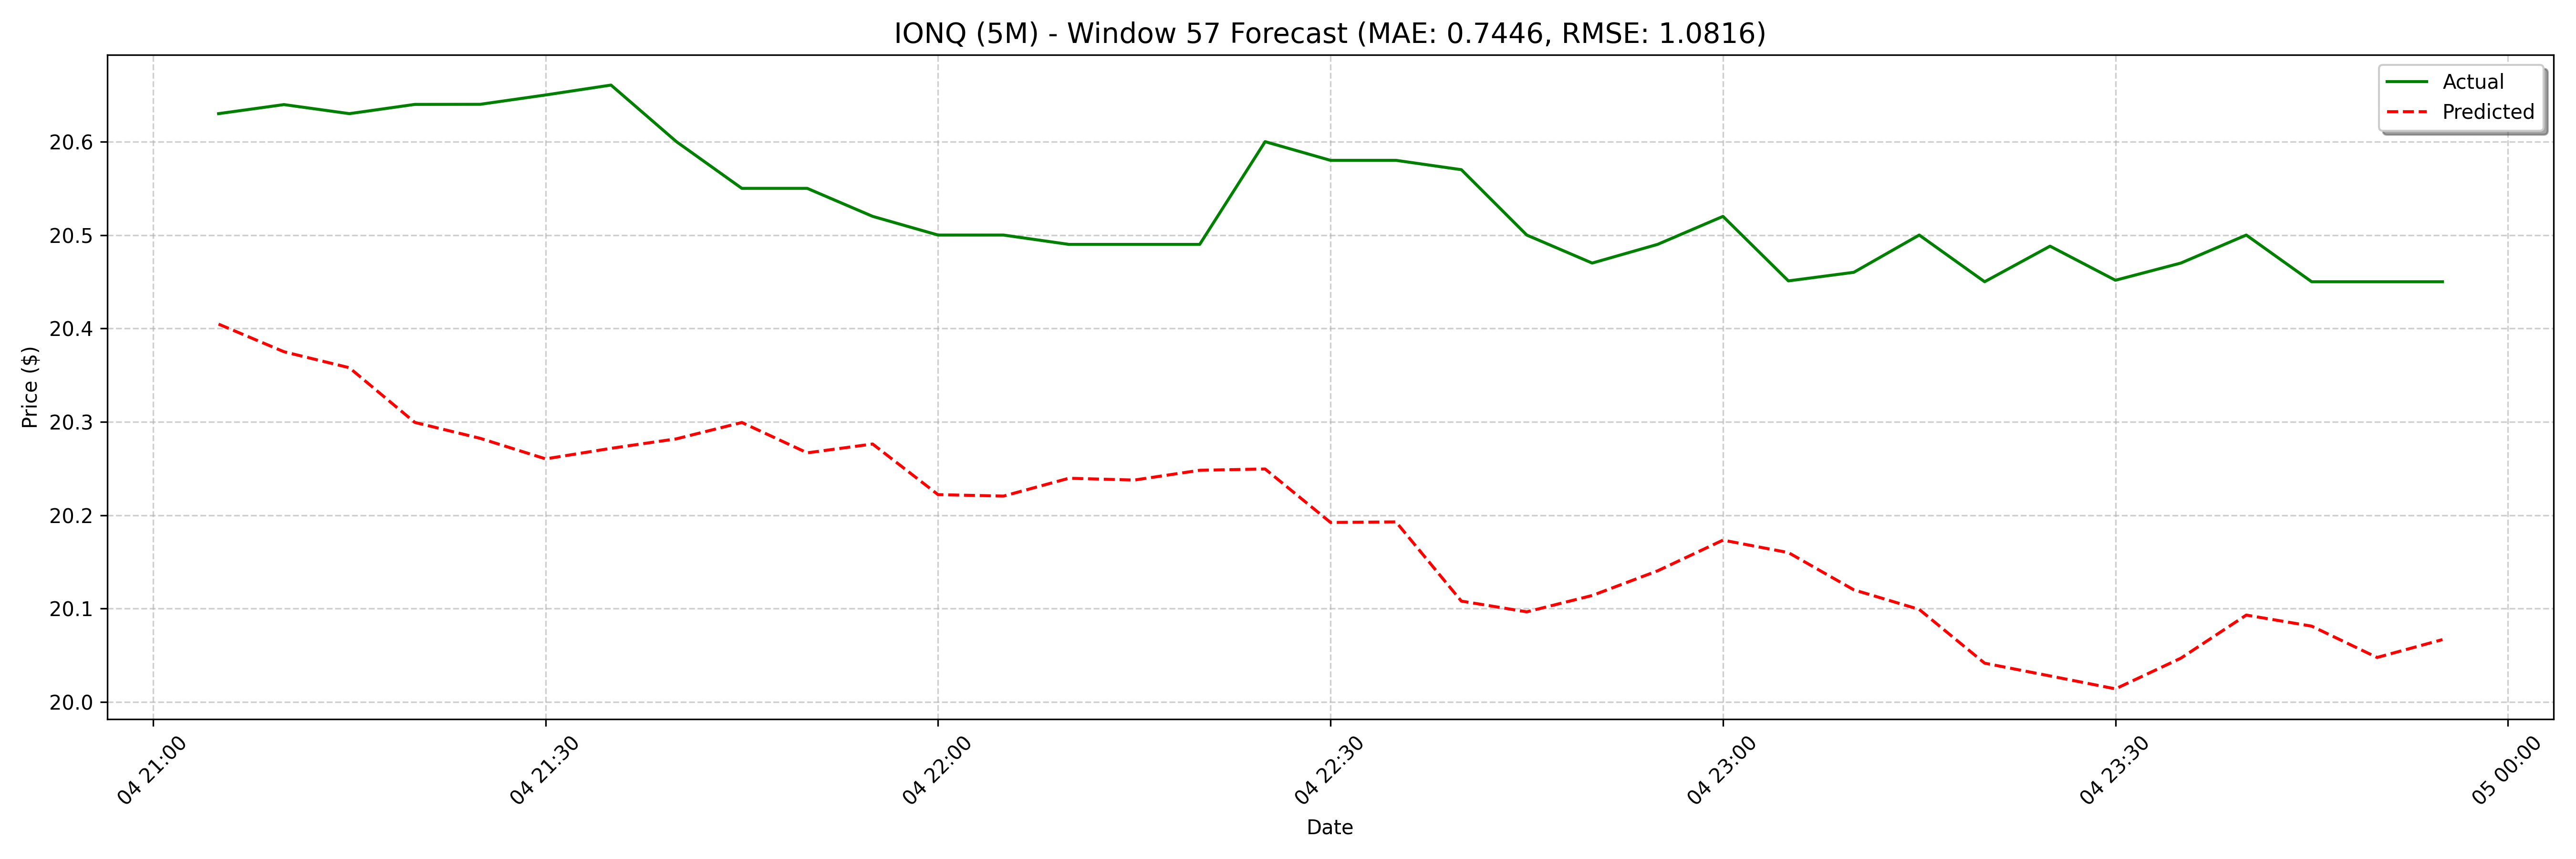 IONQ (5M) - Window 57 Forecast (MAE: 0.7446, RMSE: 1.0816)
Actual
Predicted
Price ($)
20.6
20.5
20.4
20.3
20.2
20.1
20.0
04 21:00
04 21:30
04 22:00
04 22:30
04 23:00
04 23:30
05 00:00
Date